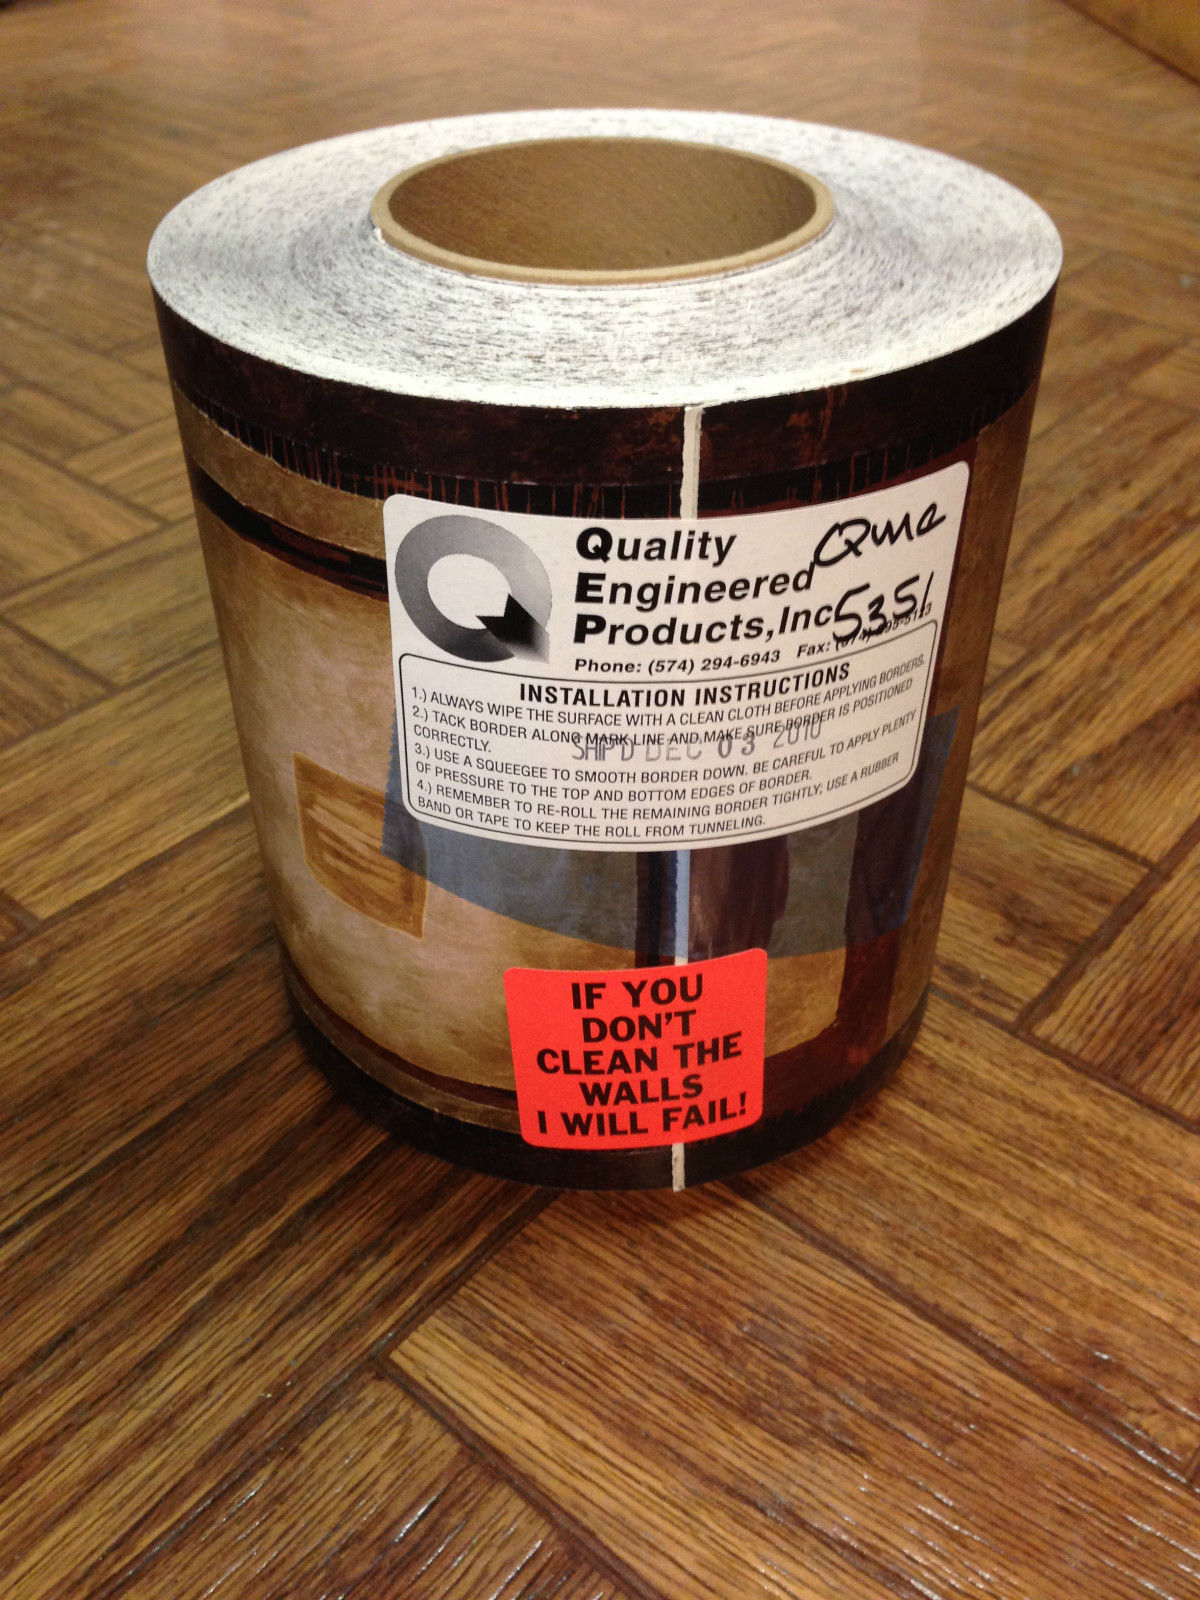 Quality
Engineered
Products, Inc
QMC
5351
Phone: (574) 294-6943 Fax: (574)
INSTALLATION INSTRUCTIONS
1.) ALWAYS WIPE THE SURFACE WITH A CLEAN CLOTH BEFORE APPLYING BORDERS.
2.) TACK BORDER ALONG MARK LINE AND MAKE SURE BORDER IS POSITIONED
CORRECTLY.
SHIP'D DEC 03 2010
3.) USE A SQUEEGEE TO SMOOTH BORDER DOWN. BE CAREFUL TO APPLY PLENTY
OF PRESSURE TO THE TOP AND BOTTOM EDGES OF BORDER.
4.) REMEMBER TO RE-ROLL THE REMAINING BORDER TIGHTLY, USE A RUBBER
BAND OR TAPE TO KEEP THE ROLL FROM TUNNELING.
IF YOU
DON'T
CLEAN THE
WALLS
I WILL FAIL!